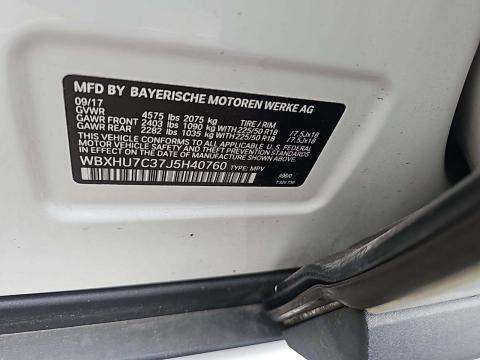 MFD BY BAYERISCHE MOTOREN WERKE AG
09/17
GVWR 4575 lbs 2075 kg TIRE / RIM
GAWR FRONT 2403 lbs 1090 kg WITH 225/50 R18 / 7.5Jx18
GAWR REAR 2282 lbs 1035 kg WITH 225/50 R18 / 7.5Jx18
THIS VEHICLE CONFORMS TO ALL APPLICABLE U.S. FEDERAL
MOTOR VEHICLE SAFETY, BUMPER, AND THEFT
PREVENTION STANDARDS IN EFFECT ON THE DATE OF
MANUFACTURE SHOWN ABOVE.
WBXHU7C37J5H40760 TYPE: MPV